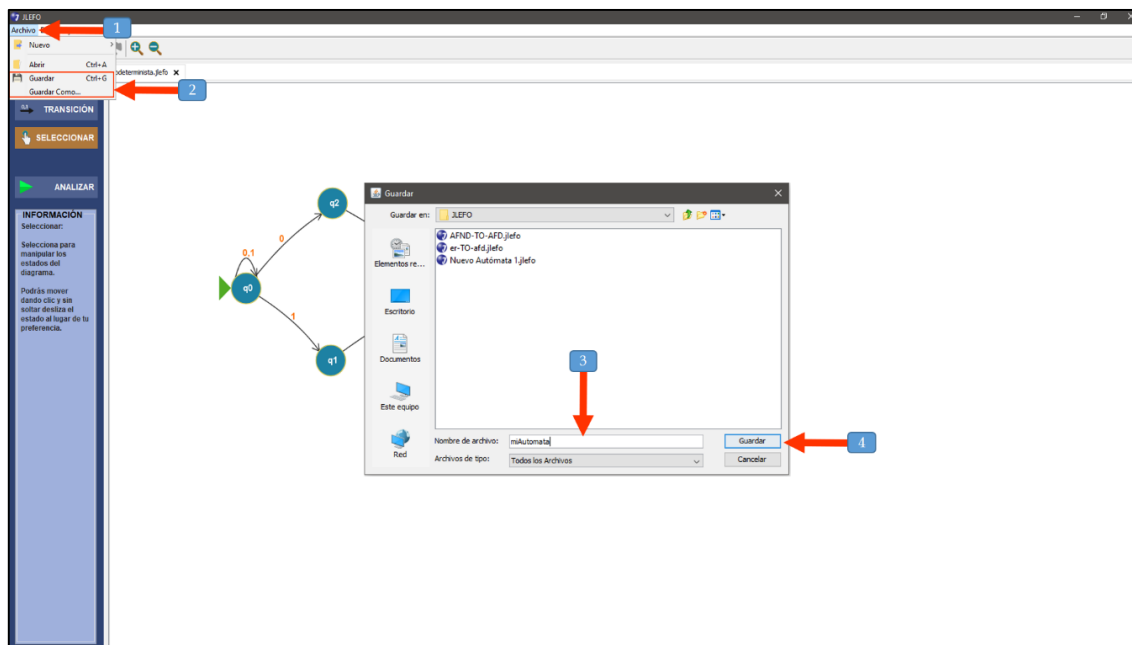 JLEFO
Archivo
1
Nuevo
Abrir Ctrl+A
Guardar Ctrl+G
Guardar Como...
2
odeterminista.jlefo x
0,1 TRANSICIÓN
SELECCIONAR
ANALIZAR
INFORMACIÓN
Seleccionar:
Selecciona para
manipular los
estados del
diagrama.
Podrás mover
dando clic y sin
soltar desliza el
estado al lugar de tu
preferencia.
q2
0
0,1
q0
1
q1
Guardar
Guardar en: JLEFO
AFND-TO-AFD.jlefo
er-TO-afd.jlefo
Nuevo Autómata 1.jlefo
Elementos re...
Escritorio
Documentos
Este equipo
Red
3
Nombre de archivo: miAutomata
Guardar
4
Archivos de tipo: Todos los Archivos
Cancelar